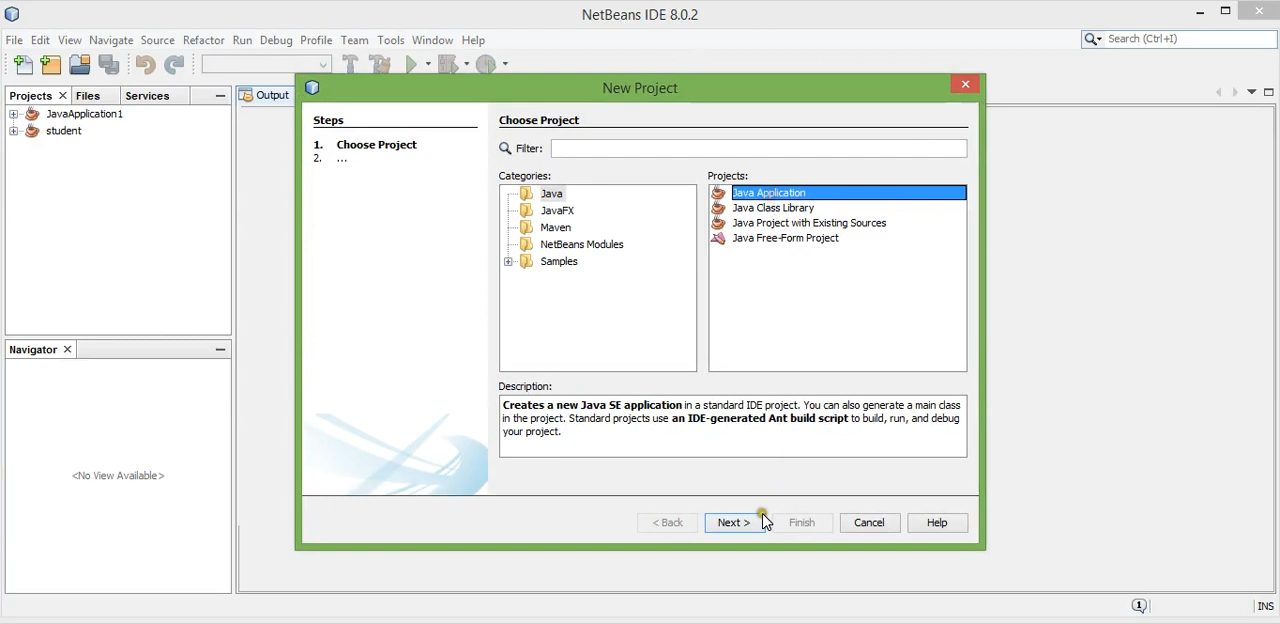 NetBeans IDE 8.0.2
File Edit View Navigate Source Refactor Run Debug Profile Team Tools Window Help
Search (Ctrl+I)
Projects Files Services
Output
JavaApplication1
student
Navigator
<No View Available>
New Project
Steps
1. Choose Project
2. ...
Choose Project
Filter:
Categories:
Java
JavaFX
Maven
NetBeans Modules
Samples
Projects:
Java Application
Java Class Library
Java Project with Existing Sources
Java Free-Form Project
Description:
Creates a new Java SE application in a standard IDE project. You can also generate a main class
in the project. Standard projects use an IDE-generated Ant build script to build, run, and debug
your project.
< Back Next > Finish Cancel Help
1
INS